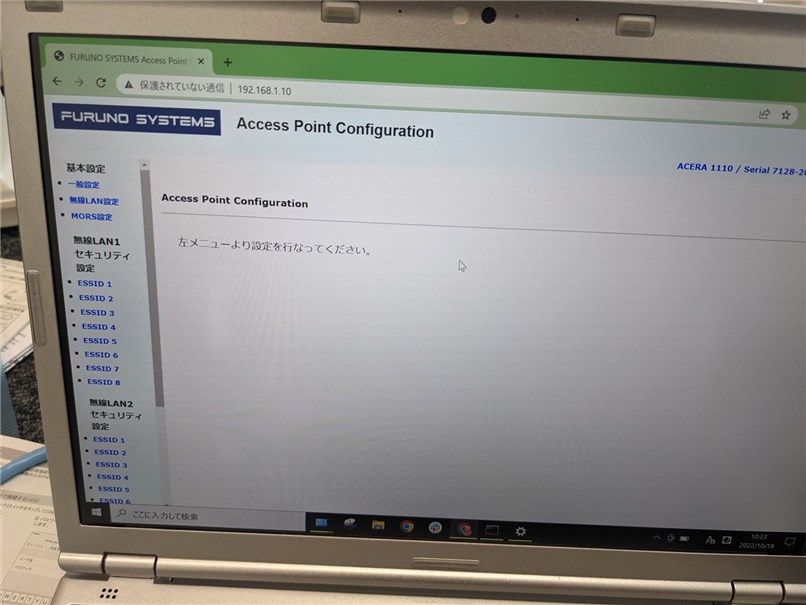 FURUNO SYSTEMS Access Point
保護されていない通信 | 192.168.1.10
FURUNO SYSTEMS
Access Point Configuration
ACERA 1110 / Serial 7128-20
基本設定
一般設定
無線LAN設定
MORS設定
無線LAN1
セキュリティ
設定
ESSID 1
ESSID 2
ESSID 3
ESSID 4
ESSID 5
ESSID 6
ESSID 7
ESSID 8
無線LAN2
セキュリティ
設定
ESSID 1
ESSID 2
ESSID 3
ESSID 4
ESSID 5
ESSID 6
Access Point Configuration
左メニューより設定を行なってください。
ここに入力して検索
10:23
2022/10/19